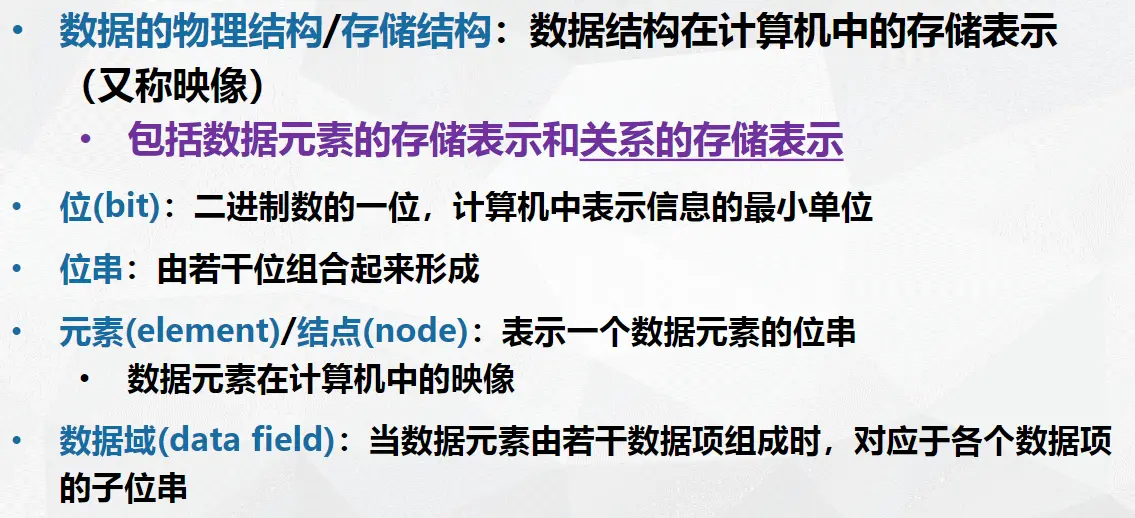 • 数据的物理结构/存储结构：数据结构在计算机中的存储表示
（又称映像）
• 包括数据元素的存储表示和关系的存储表示
• 位(bit)：二进制数的一位，计算机中表示信息的最小单位
• 位串：由若干位组合起来形成
• 元素(element)/结点(node)：表示一个数据元素的位串
• 数据元素在计算机中的映像
• 数据域(data field)：当数据元素由若干数据项组成时，对应于各个数据项
的子位串